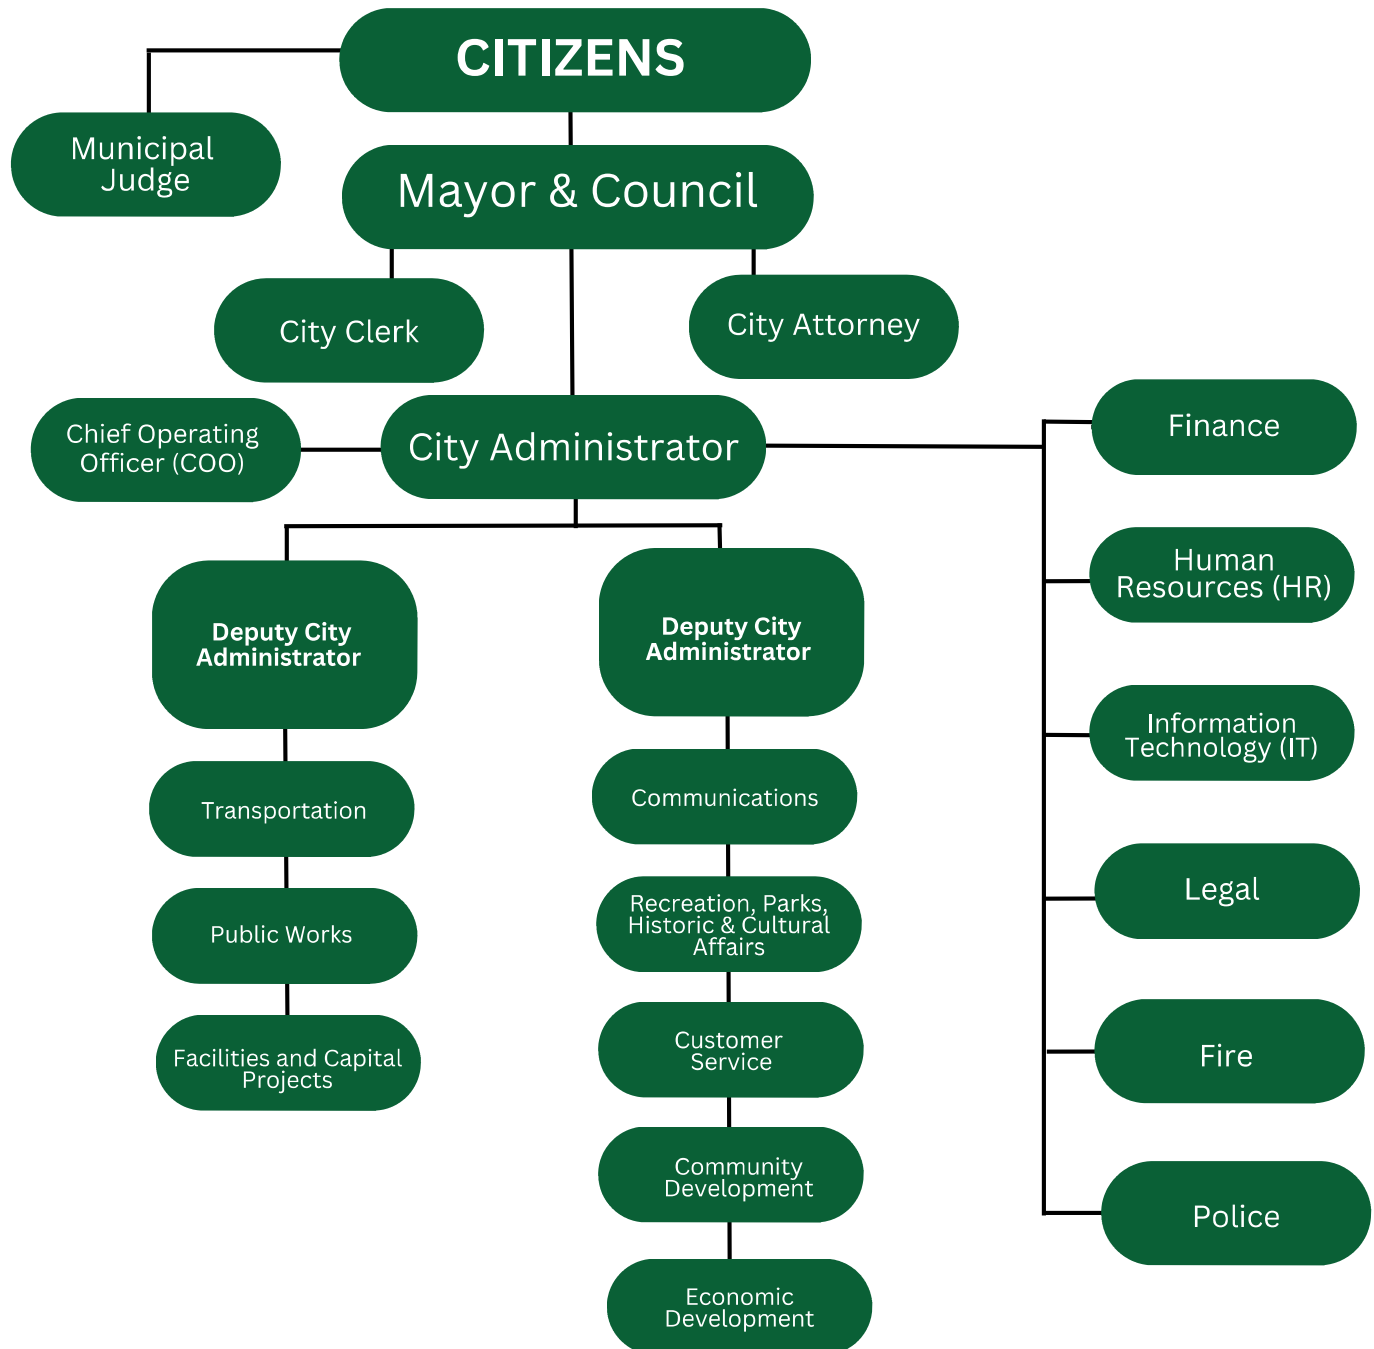 CITIZENS
Municipal
Judge
Mayor & Council
City Clerk
City Attorney
Chief Operating
Officer (COO)
City Administrator
Finance
Human
Resources (HR)
Information
Technology (IT)
Legal
Fire
Police
Deputy City
Administrator
Transportation
Public Works
Facilities and Capital
Projects
Deputy City
Administrator
Communications
Recreation, Parks,
Historic & Cultural
Affairs
Customer
Service
Community
Development
Economic
Development